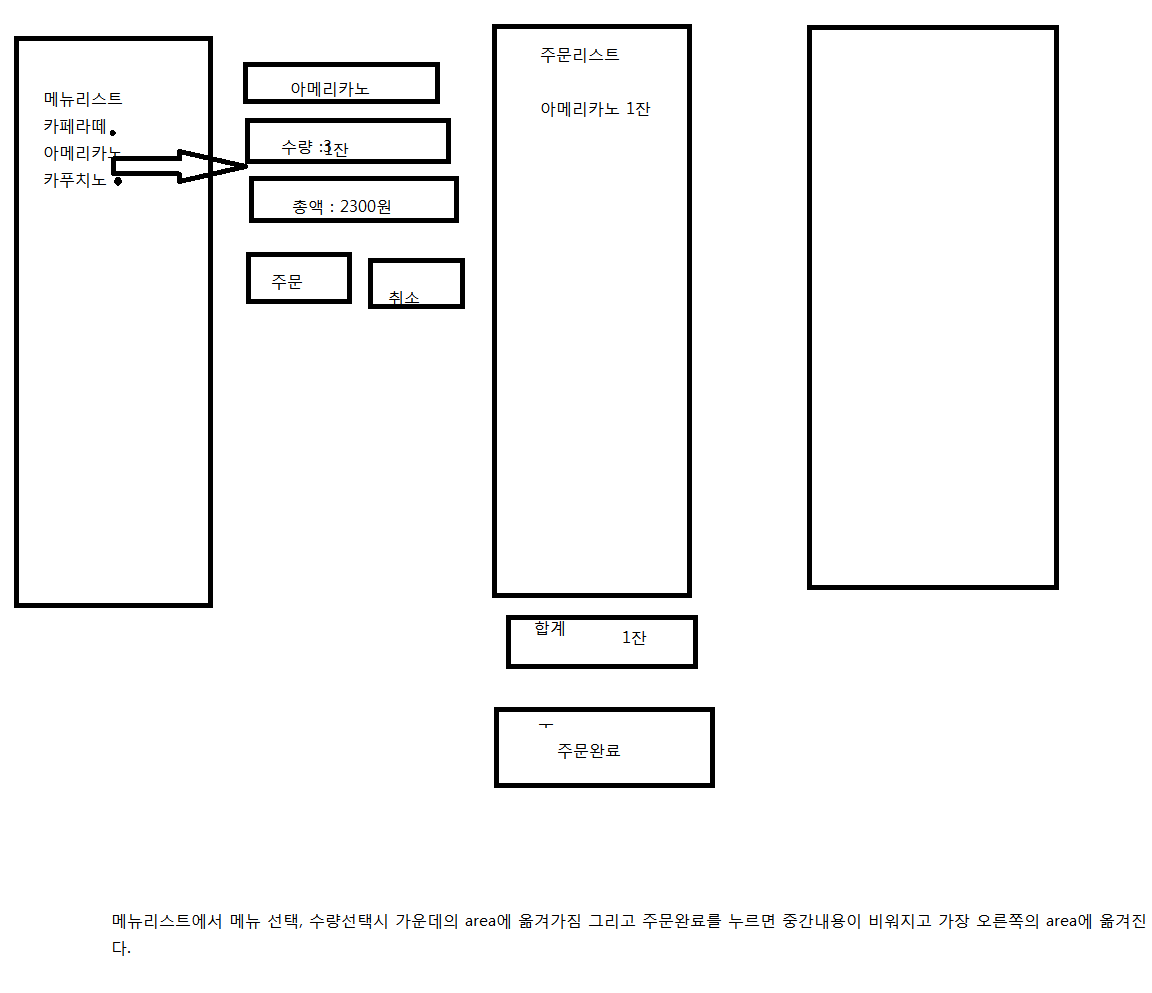 메뉴리스트
카페라떼
아메리카노
카푸치노
아메리카노
수량 :3
1잔
총액 : 2300원
주문
취소
주문리스트
아메리카노 1잔
합계
1잔
주문완료
메뉴리스트에서 메뉴 선택, 수량선택시 가운데의 area에 옮겨가짐 그리고 주문완료를 누르면 중간내용이 비워지고 가장 오른쪽의 area에 옮겨진
다.